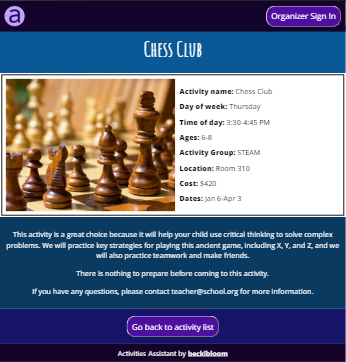 a
Organizer Sign In
Chess Club
Activity name: Chess Club
Day of week: Thursday
Time of day: 3:30-4:45 PM
Ages: 6-8
Activity Group: STEAM
Location: Room 310
Cost: $420
Dates: Jan 6-Apr 3
This activity is a great choice because it will help your child use critical thinking to solve complex
problems. We will practice key strategies for playing this ancient game, including X, Y, and Z, and we
will also practice teamwork and make friends.
There is nothing to prepare before coming to this activity.
If you have any questions, please contact teacher@school.org for more information.
Go back to activity list
Activities Assistant by beckibloom